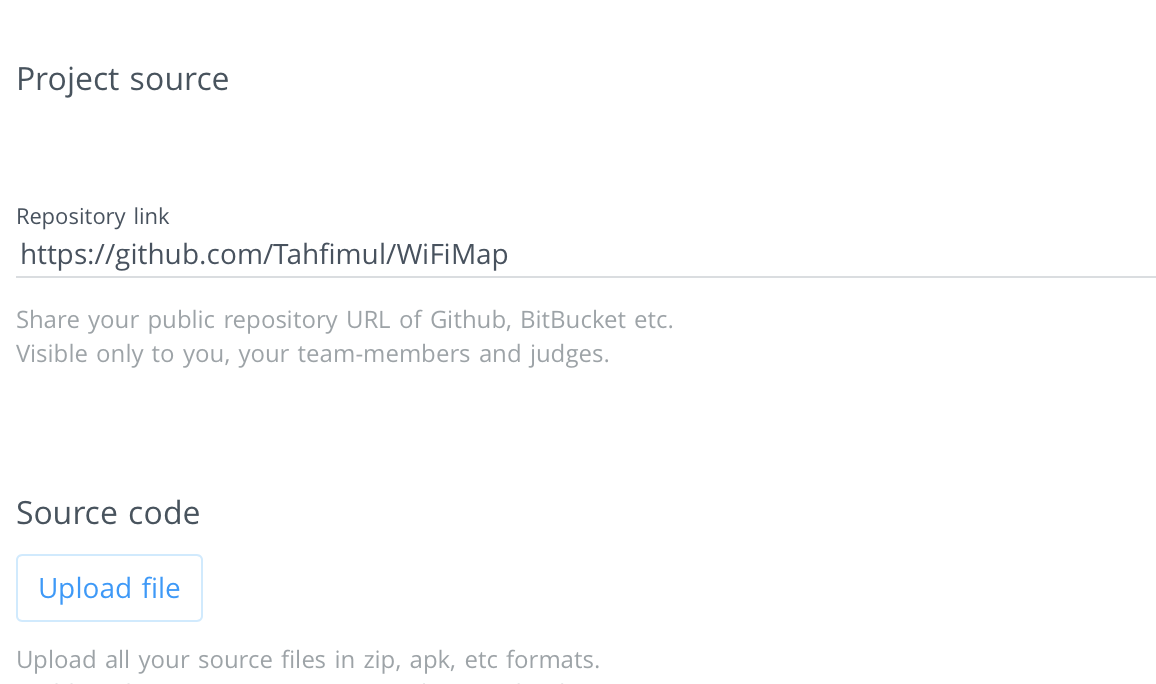 Project source
Repository link
https://github.com/Tahfimul/WiFiMap
Share your public repository URL of Github, BitBucket etc.
Visible only to you, your team-members and judges.
Source code
Upload file
Upload all your source files in zip, apk, etc formats.